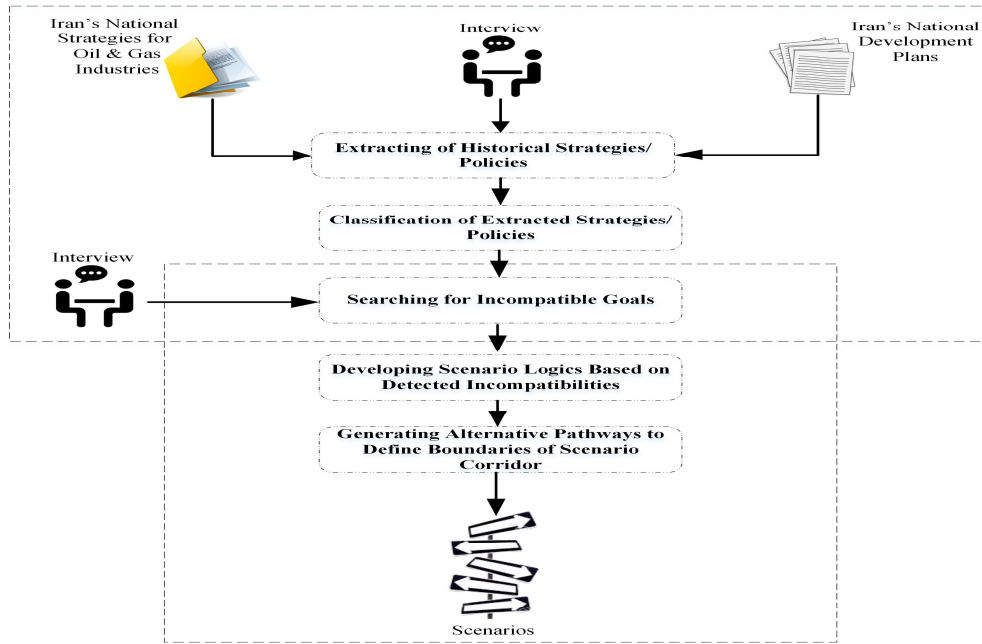 Iran's National
Strategies for
Oil & Gas
Industries
Interview
Iran's National
Development
Plans
Extracting of Historical Strategies/
Policies
Classification of Extracted Strategies/
Policies
Interview
Searching for Incompatible Goals
Developing Scenario Logics Based on
Detected Incompatibilities
Generating Alternative Pathways to
Define Boundaries of Scenario
Corridor
Scenarios